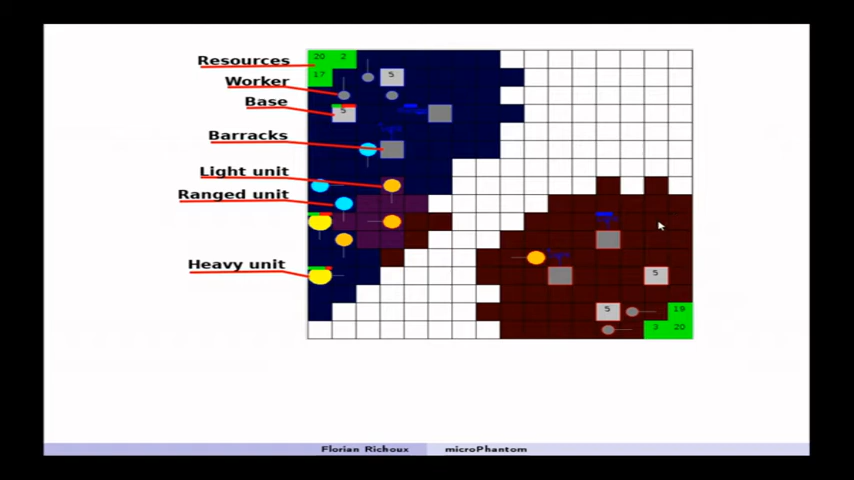 Resources
Worker
Base
Barracks
Light unit
Ranged unit
Heavy unit
20 2
17
5
5
5
5
19
3 20
Florian Richoux microPhantom